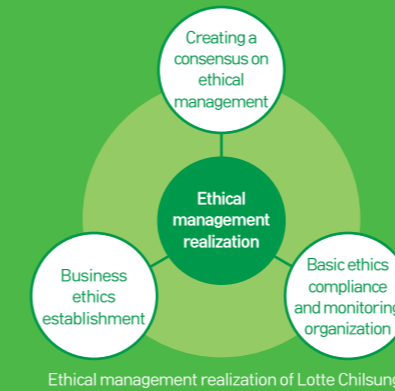 Creating a
consensus on
ethical
management
Ethical
management
realization
Business
ethics
establishment
Basic ethics
compliance
and monitoring
organization
Ethical management realization of Lotte Chilsung